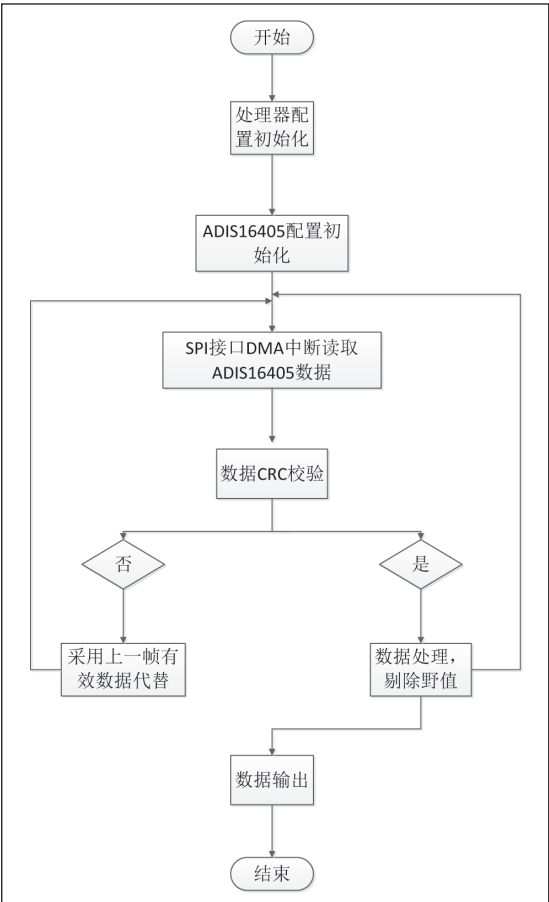 开始
处理器配
置初始化
ADIS16405配置初
始化
SPI接口DMA中断读取
ADIS16405数据
数据CRC校验
否
是
采用上一帧有
效数据代替
数据处理，
剔除野值
数据输出
结束